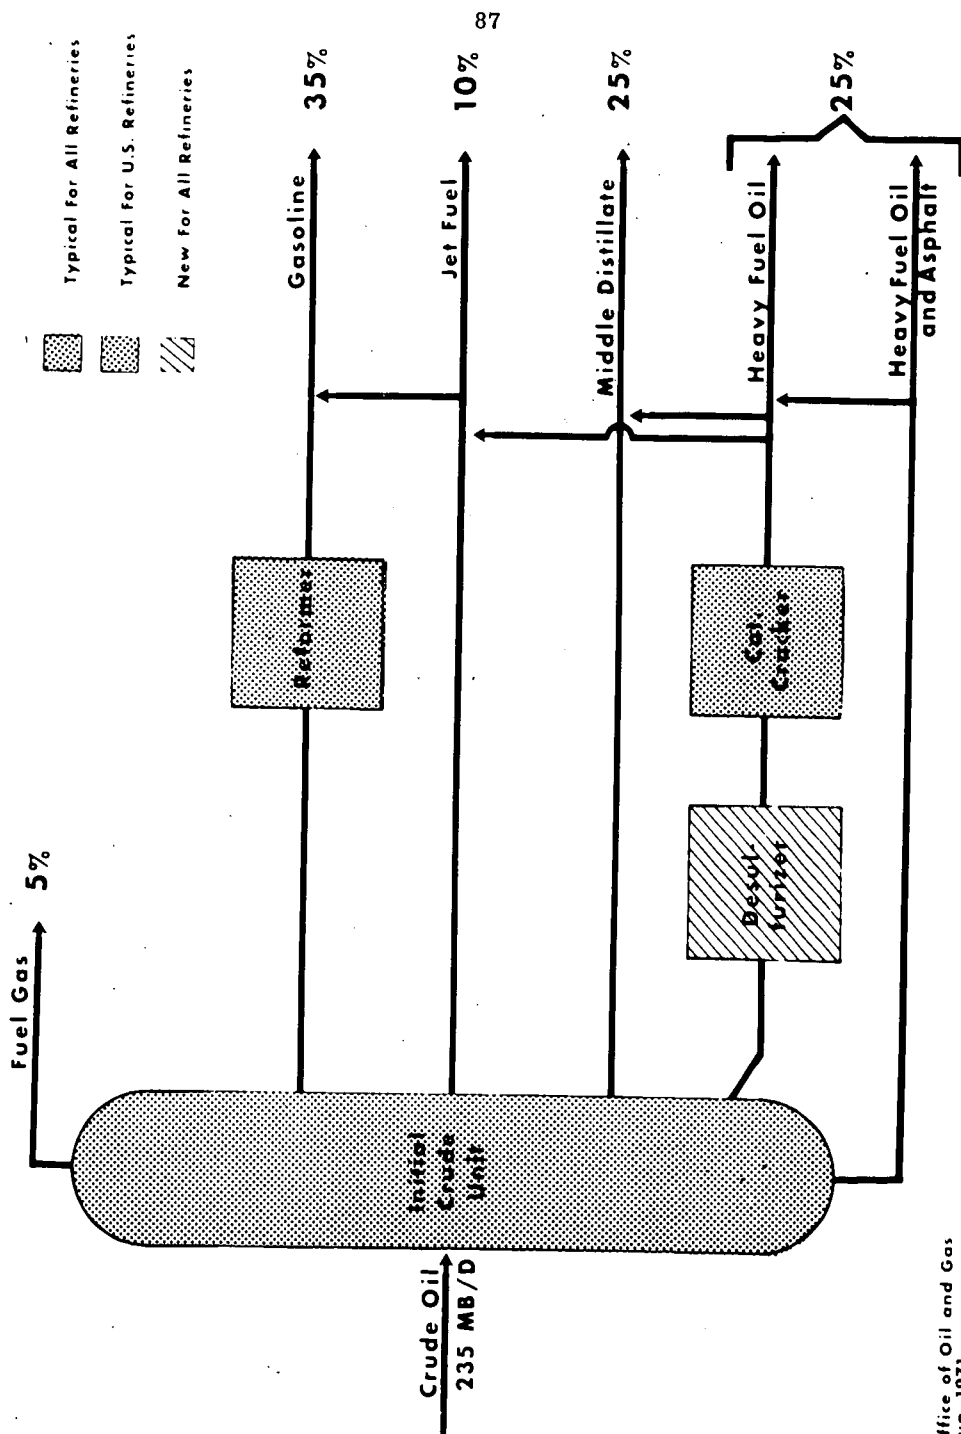 87
Typical For All Refineries
Typical For U.S. Refineries
New For All Refineries
Fuel Gas
5%
Gasoline
35%
Jet Fuel
10%
Middle Distillate
25%
Heavy Fuel Oil
Heavy Fuel Oil
and Asphalt
25%
Reformer
Cat.
Cracker
Desul-
furizer
Initial
Crude
Unit
Crude Oil
235 MB/D
Office of Oil and Gas
1971